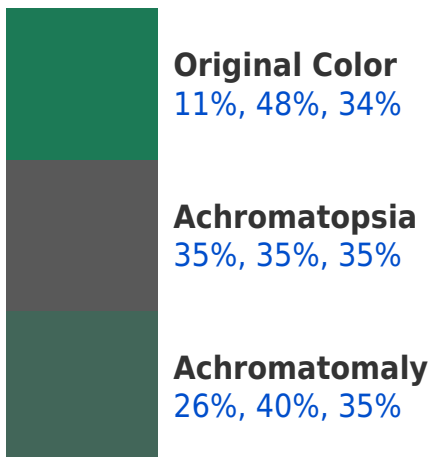 Original Color
11%, 48%, 34%
Achromatopsia
35%, 35%, 35%
Achromatomaly
26%, 40%, 35%